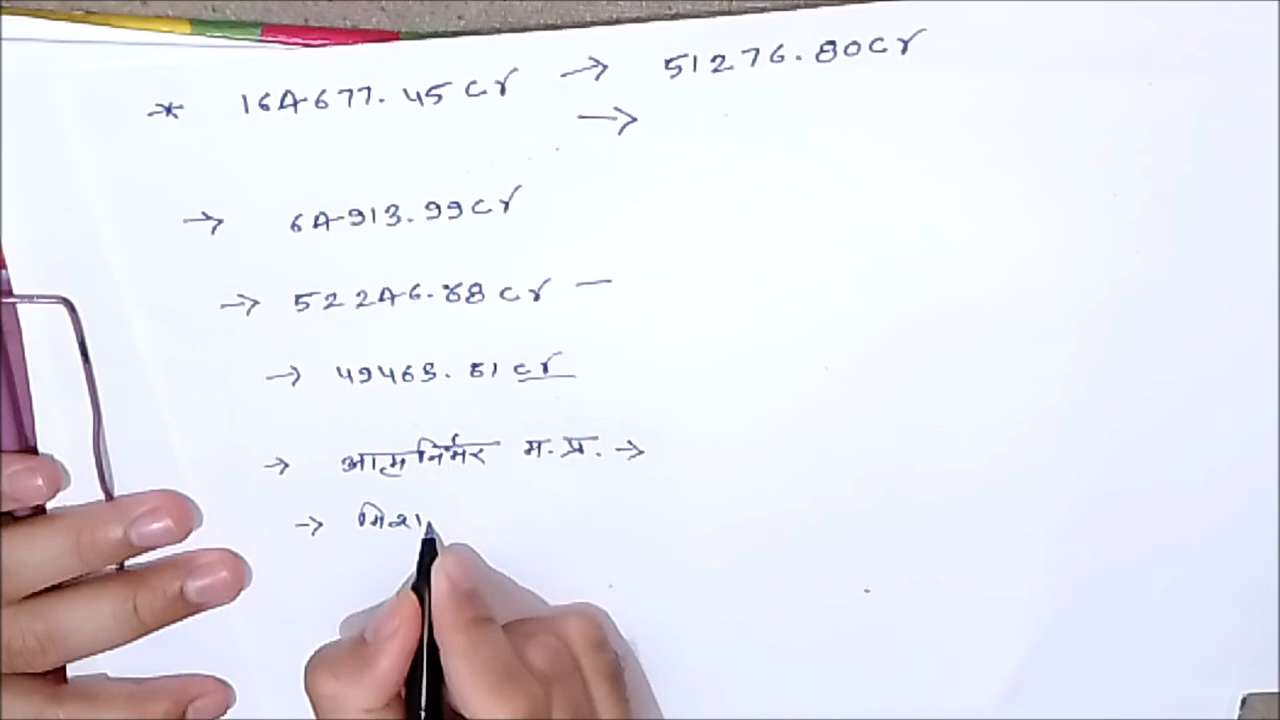 * 164677.45 Cr → 51276.80 Cr
→
→ 64913.99 Cr
→ 52246.88 Cr —
→ 49463.81 Cr
→ आत्मनिर्भर म.प्र. →
→ मिश